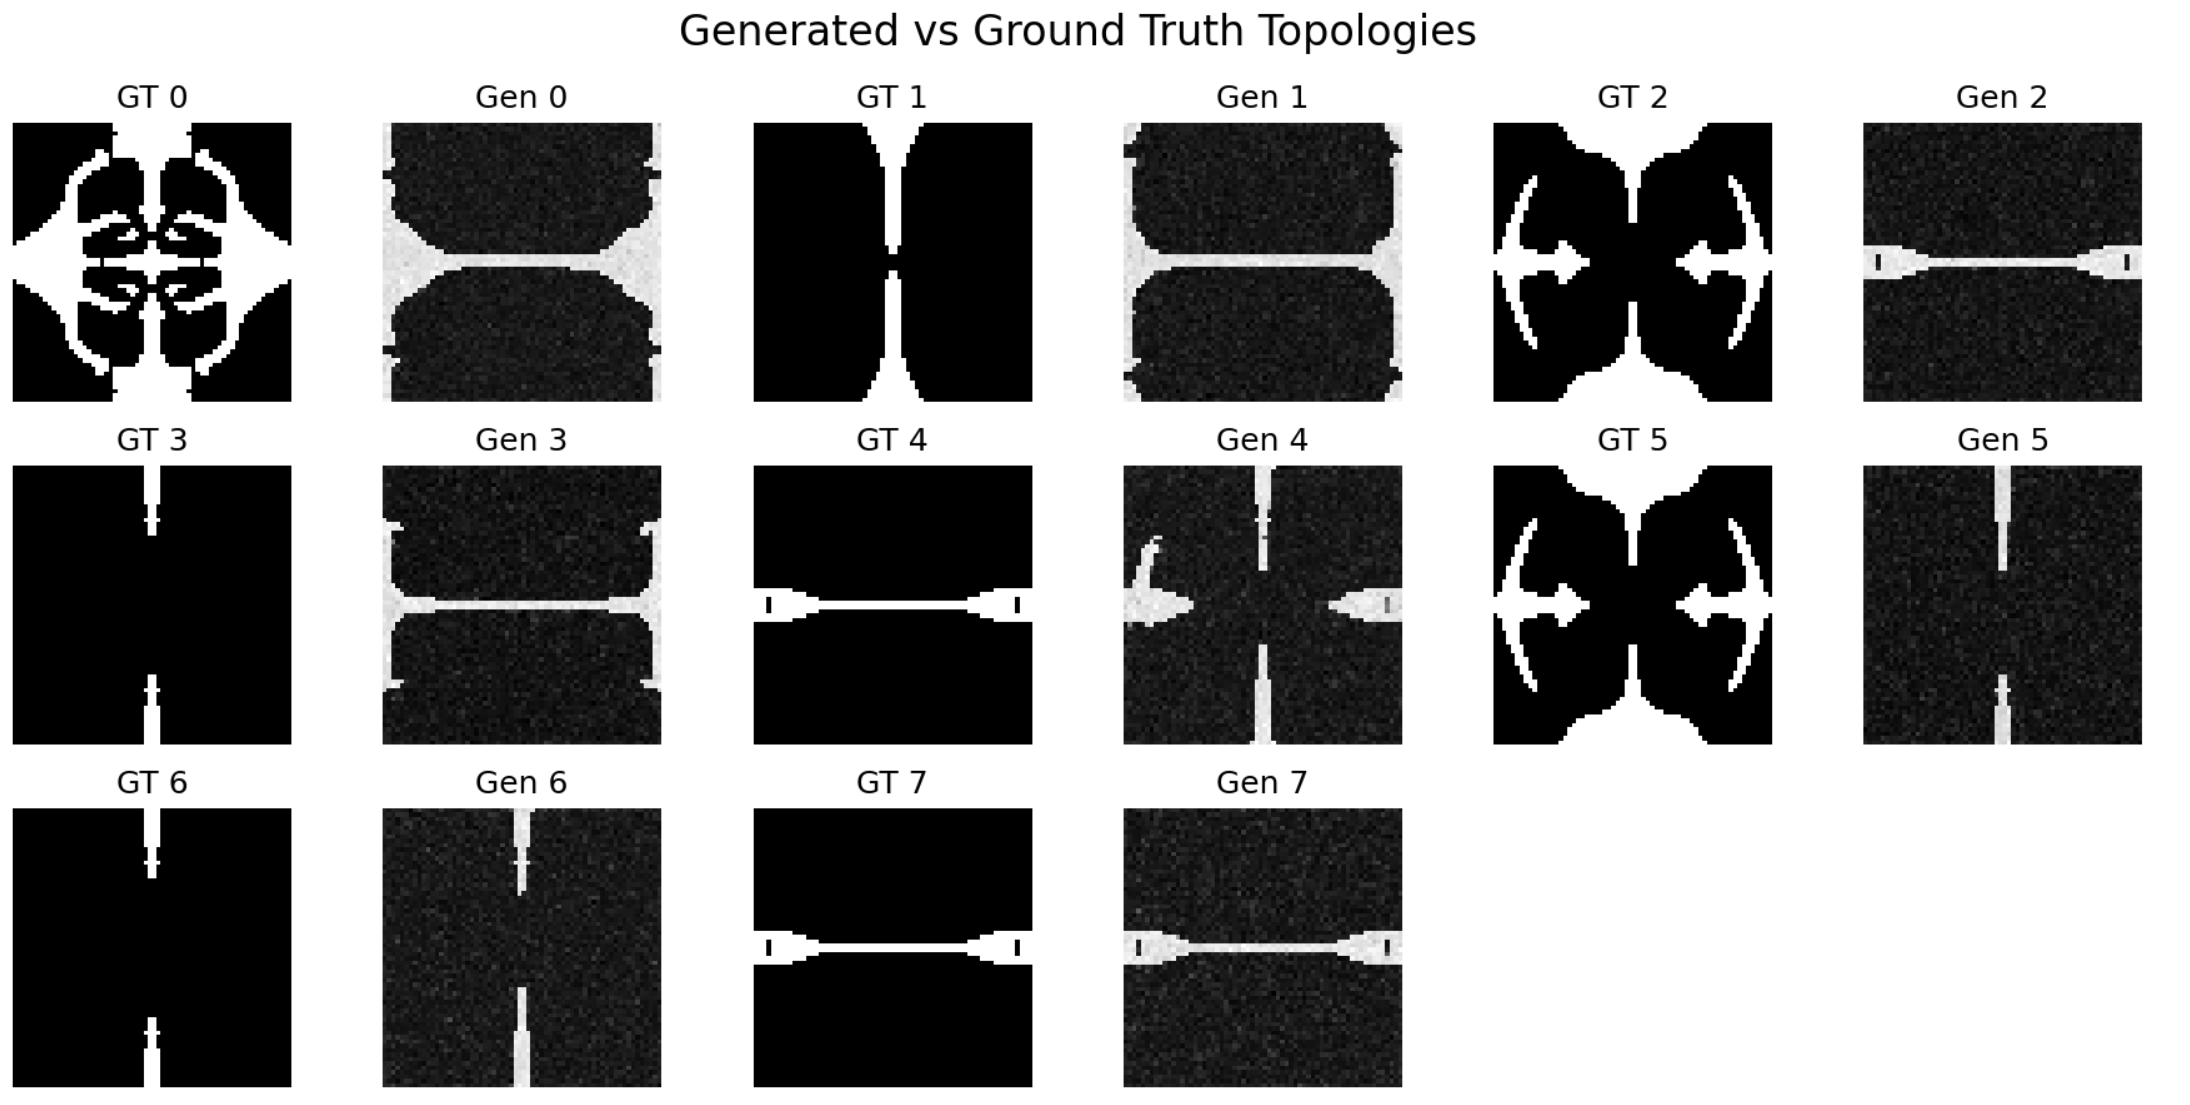 Generated vs Ground Truth Topologies
GT 0
Gen 0
GT 1
Gen 1
GT 2
Gen 2
GT 3
Gen 3
GT 4
Gen 4
GT 5
Gen 5
GT 6
Gen 6
GT 7
Gen 7